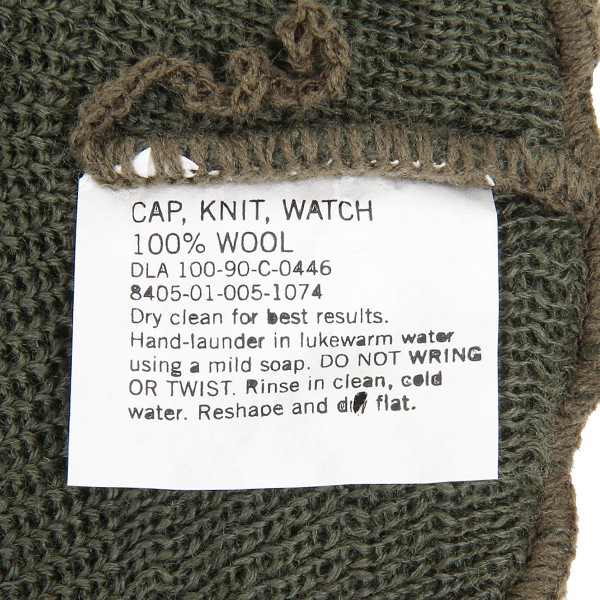 CAP, KNIT, WATCH
100% WOOL
DLA 100-90-C-0446
8405-01-005-1074
Dry clean for best results.
Hand-launder in lukewarm water
using a mild soap. DO NOT WRING
OR TWIST. Rinse in clean, cold
water. Reshape and dry flat.